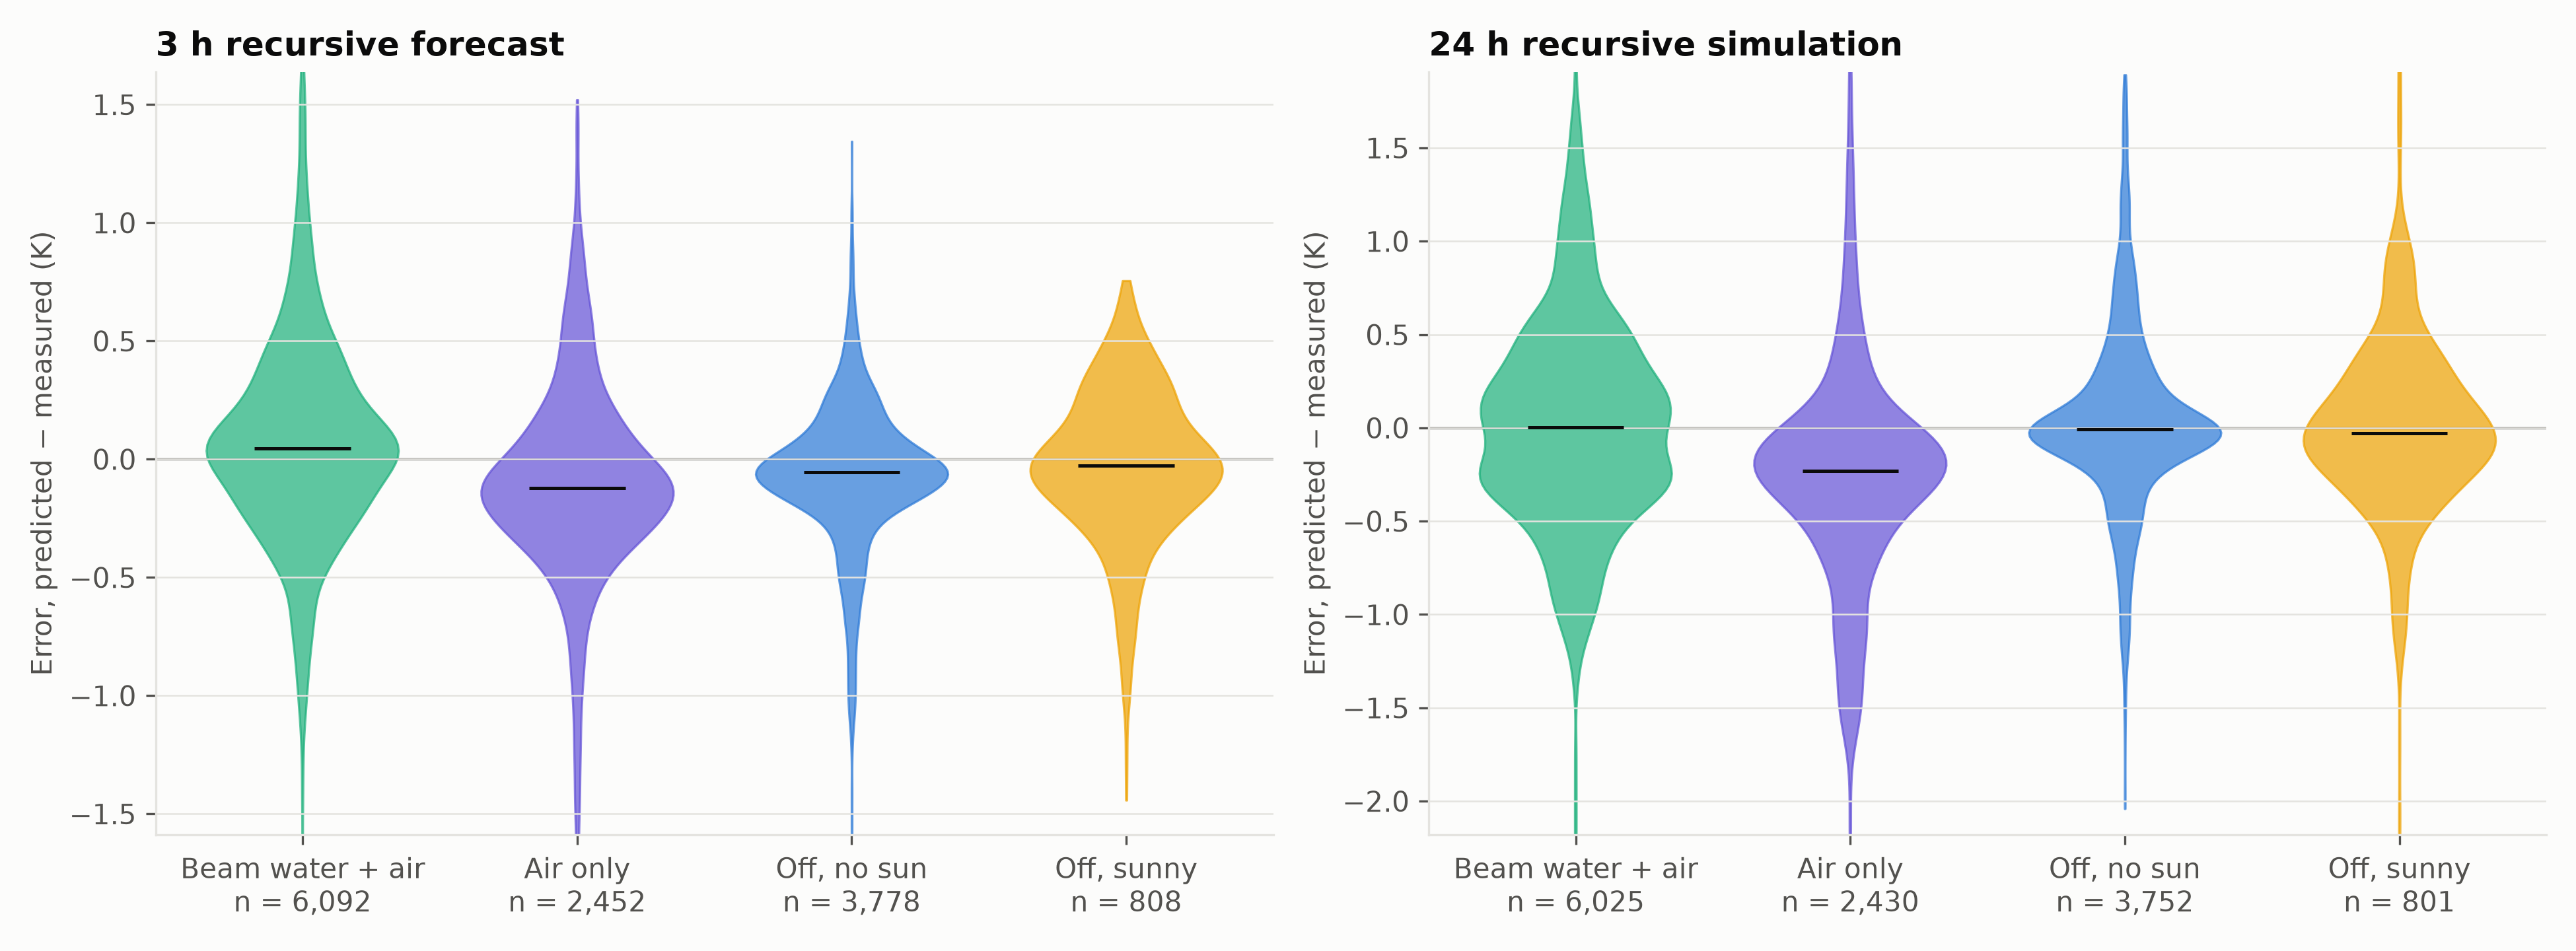 3 h recursive forecast
Error, predicted − measured (K)
1.5
1.0
0.5
0.0
−0.5
−1.0
−1.5
Beam water + air
n = 6,092
Air only
n = 2,452
Off, no sun
n = 3,778
Off, sunny
n = 808
24 h recursive simulation
Error, predicted − measured (K)
1.5
1.0
0.5
0.0
−0.5
−1.0
−1.5
−2.0
Beam water + air
n = 6,025
Air only
n = 2,430
Off, no sun
n = 3,752
Off, sunny
n = 801